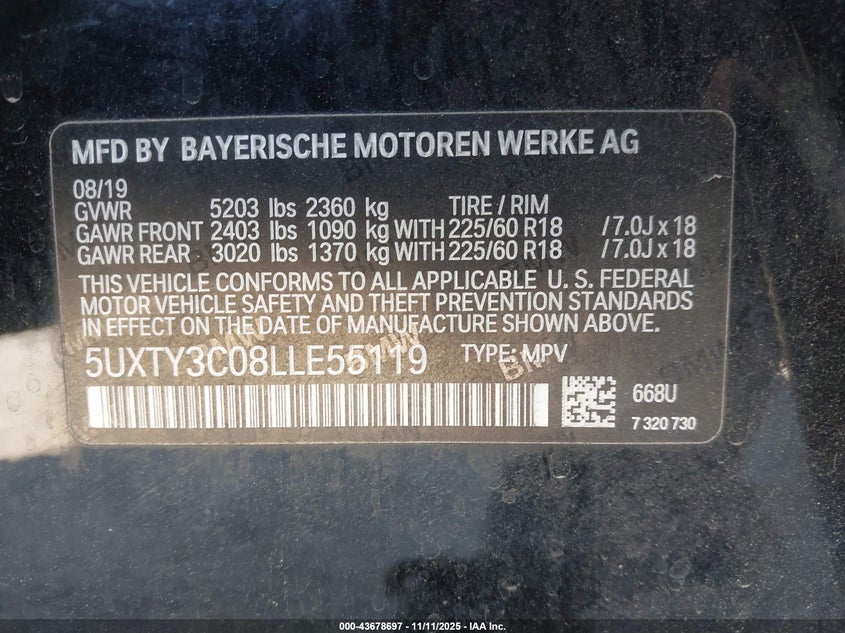 MFD BY BAYERISCHE MOTOREN WERKE AG
08/19
GVWR 5203 lbs 2360 kg TIRE / RIM
GAWR FRONT 2403 lbs 1090 kg WITH 225/60 R18 / 7.0J x 18
GAWR REAR 3020 lbs 1370 kg WITH 225/60 R18 / 7.0J x 18
THIS VEHICLE CONFORMS TO ALL APPLICABLE U. S. FEDERAL
MOTOR VEHICLE SAFETY AND THEFT PREVENTION STANDARDS
IN EFFECT ON THE DATE OF MANUFACTURE SHOWN ABOVE.
5UXTY3C08LLE55119 TYPE: MPV
668U
7 320 730
000-43678697 - 11/11/2025 - IAA Inc.